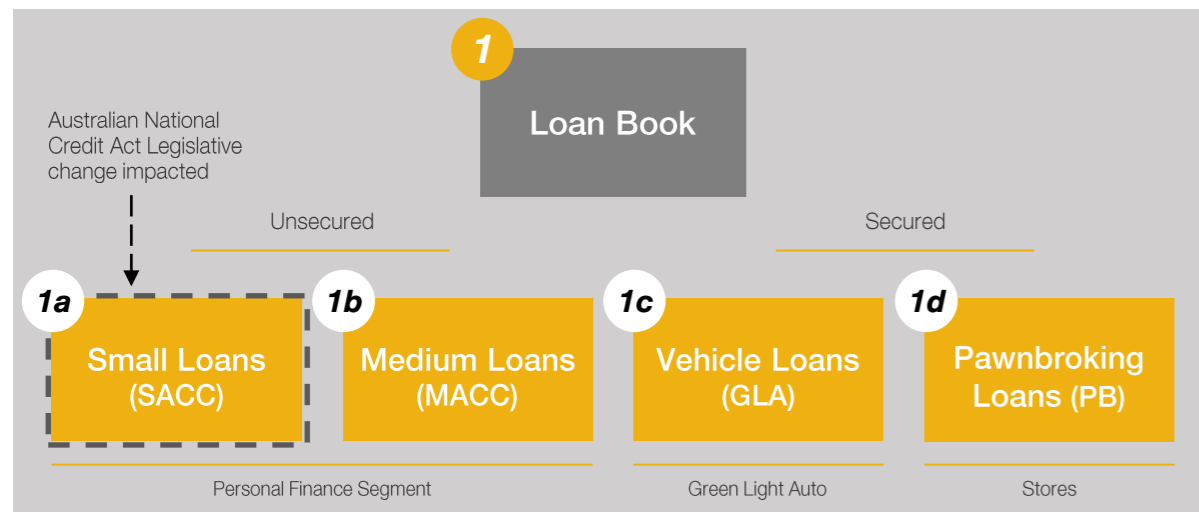 1
Loan Book
Australian National
Credit Act Legislative
change impacted
Unsecured
Secured
1a
1b
1c
1d
Small Loans
(SACC)
Medium Loans
(MACC)
Vehicle Loans
(GLA)
Pawnbroking
Loans (PB)
Personal Finance Segment
Green Light Auto
Stores